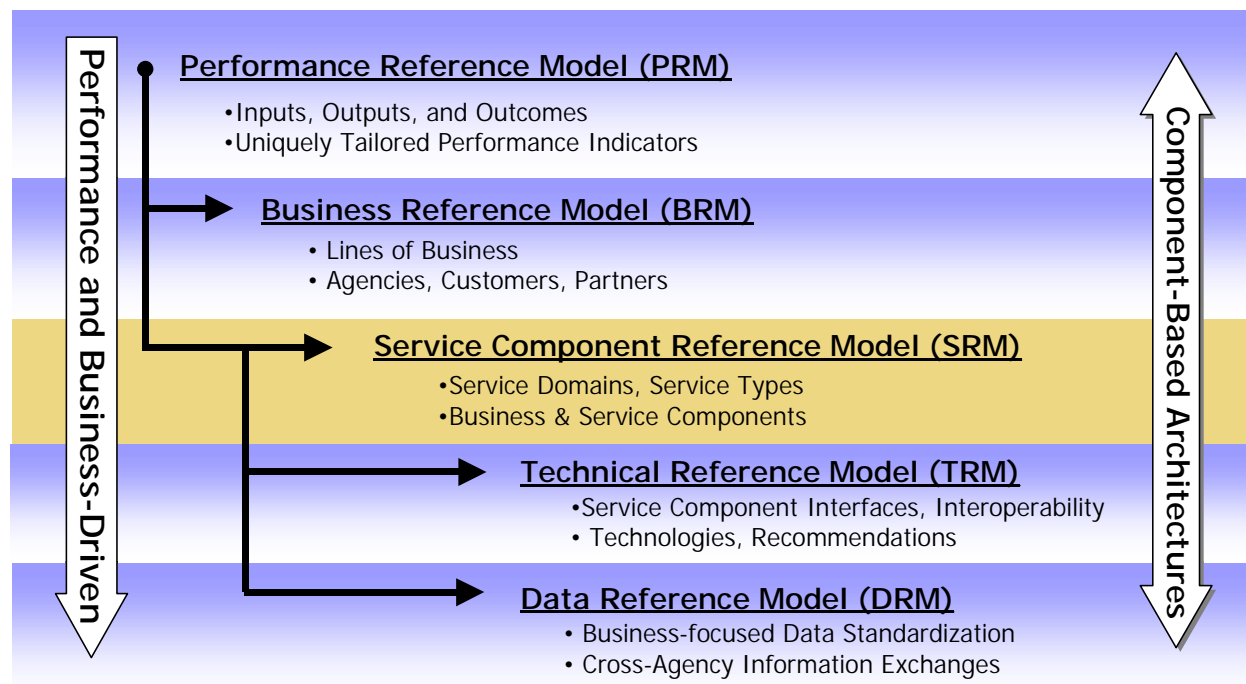 Performance and Business-Driven
Performance Reference Model (PRM)
•Inputs, Outputs, and Outcomes
•Uniquely Tailored Performance Indicators
Business Reference Model (BRM)
• Lines of Business
• Agencies, Customers, Partners
Service Component Reference Model (SRM)
•Service Domains, Service Types
•Business & Service Components
Technical Reference Model (TRM)
•Service Component Interfaces, Interoperability
• Technologies, Recommendations
Data Reference Model (DRM)
• Business-focused Data Standardization
• Cross-Agency Information Exchanges
Component-Based Architectures